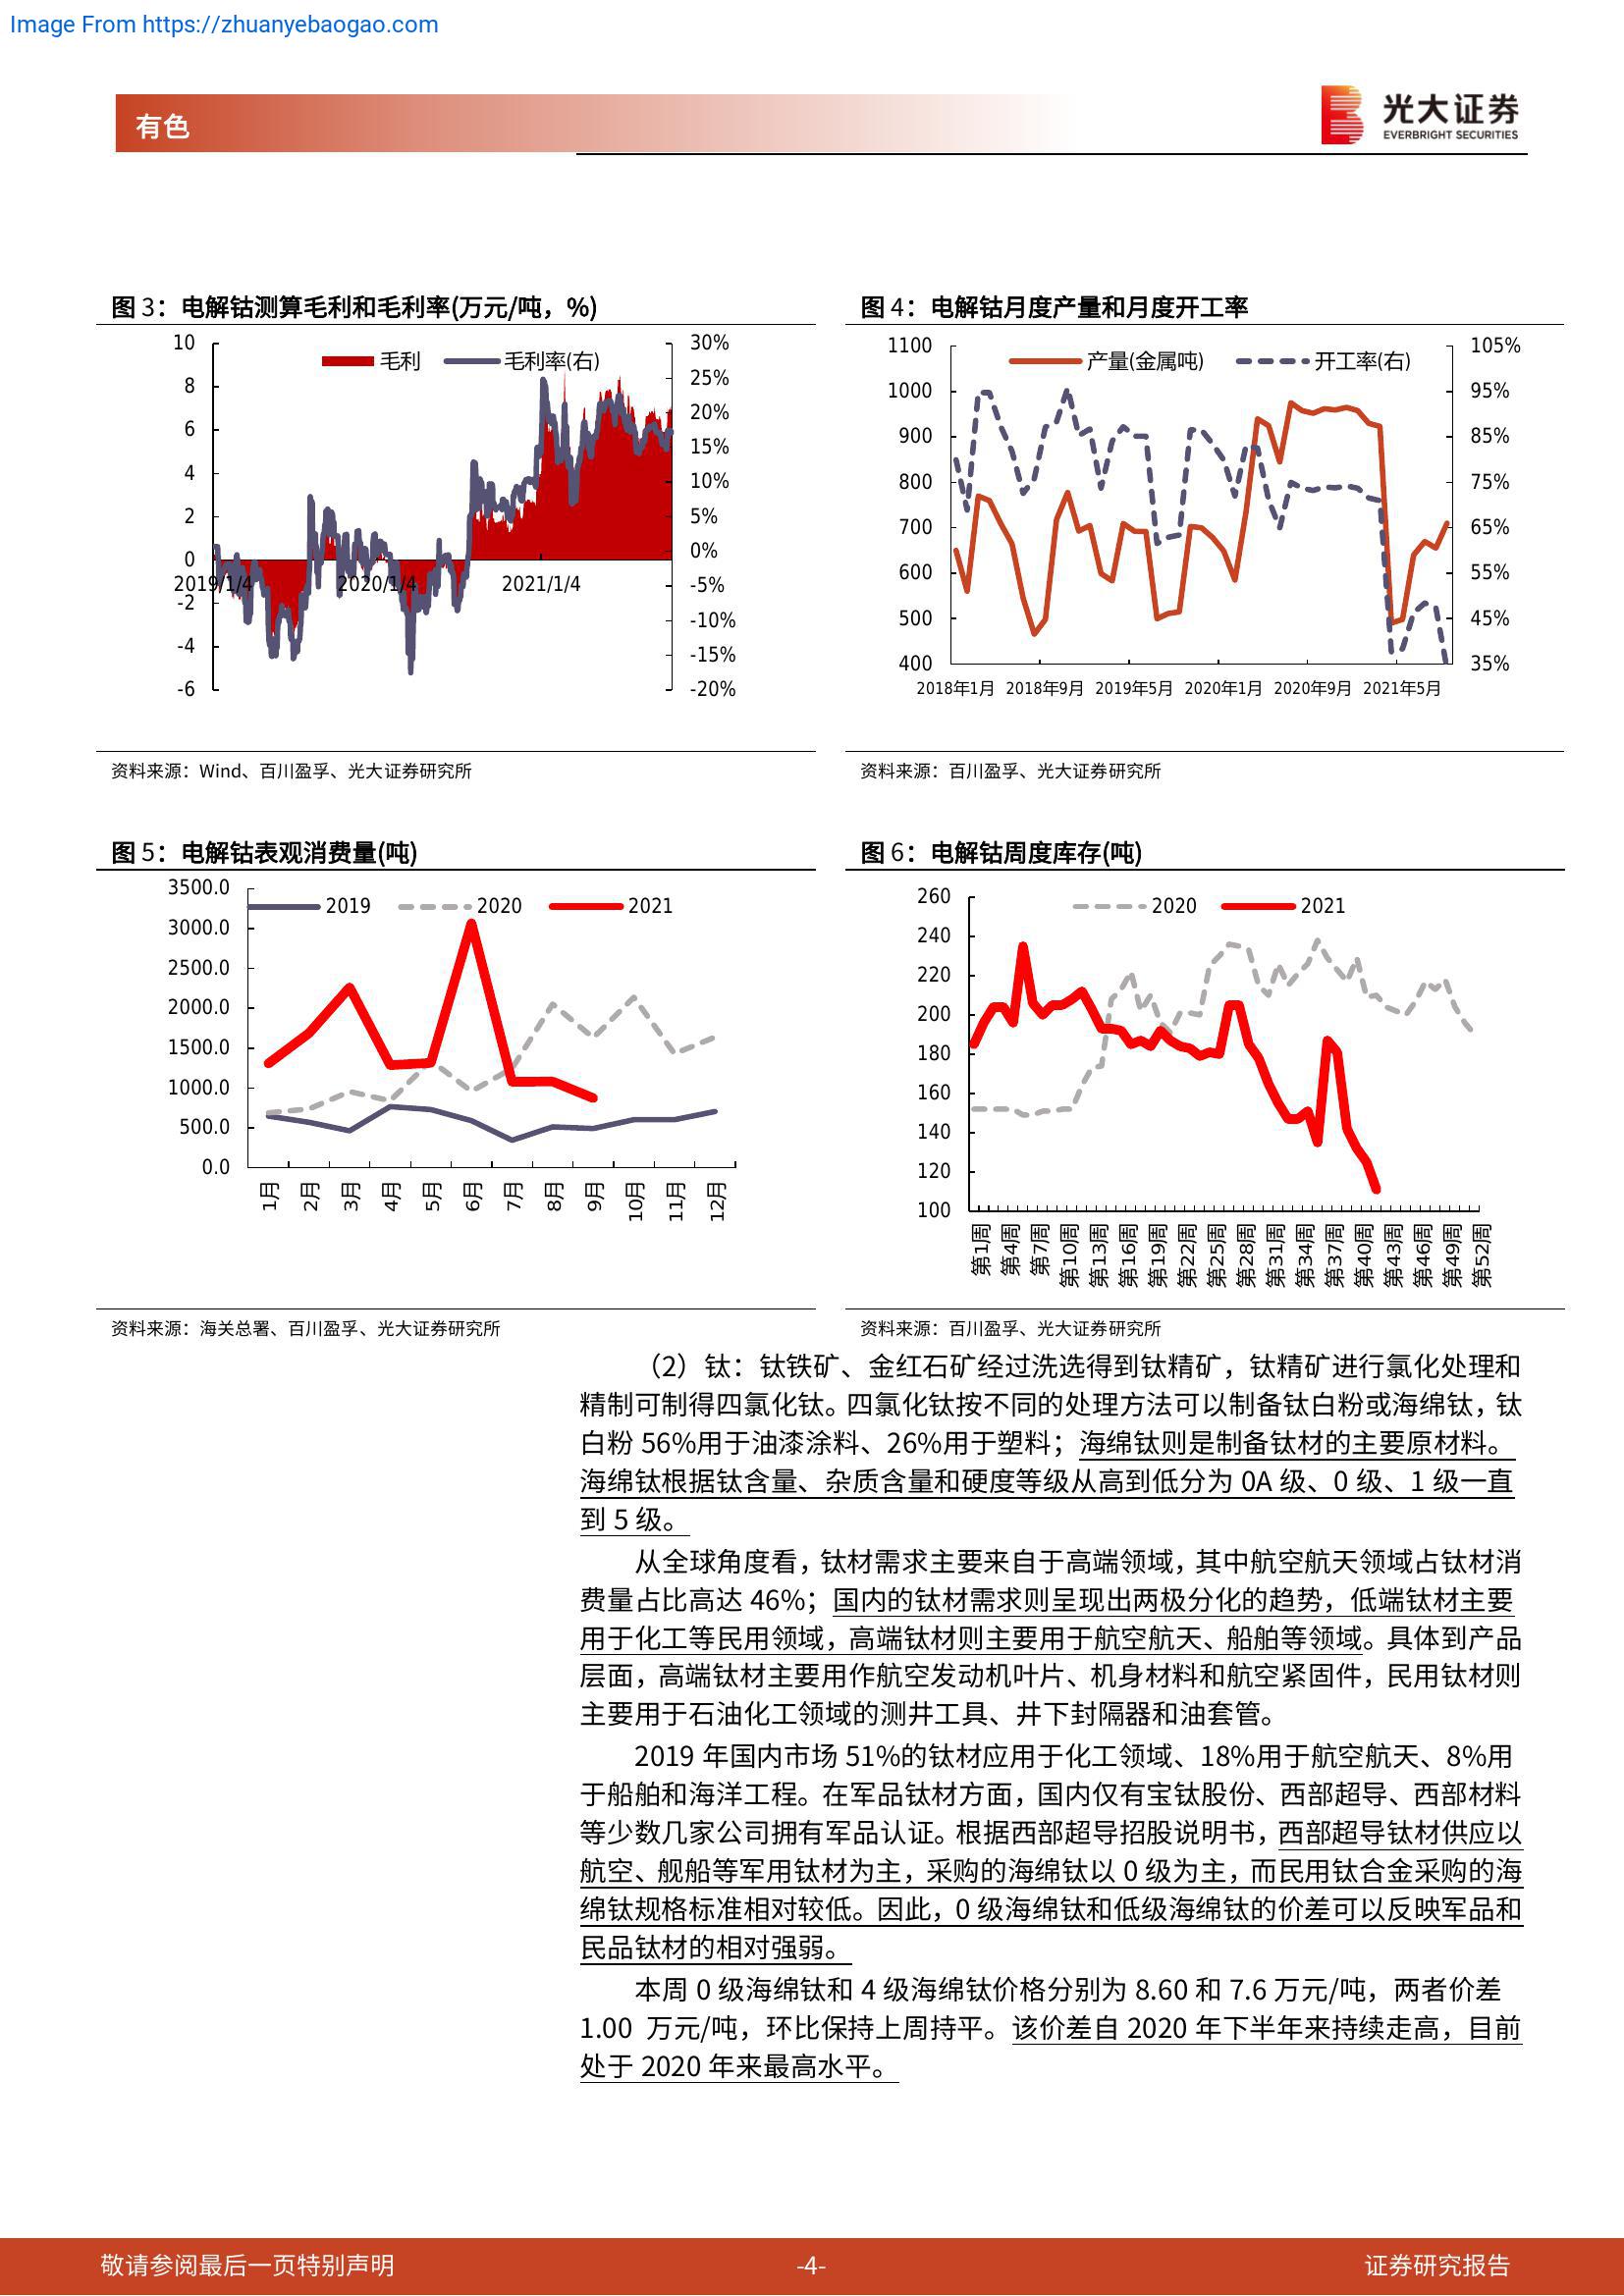 Image From https://zhuanyebaogao.com
有色
光大证券
EVERBRIGHT SECURITIES
图 3：电解钴测算毛利和毛利率(万元/吨，%)
毛利 毛利率(右)
10
8
6
4
2
0
-2
-4
-6
30%
25%
20%
15%
10%
5%
0%
-5%
-10%
-15%
-20%
2019/1/4 2020/1/4 2021/1/4
资料来源：Wind、百川盈孚、光大证券研究所
图 4：电解钴月度产量和月度开工率
产量(金属吨) 开工率(右)
1100
1000
900
800
700
600
500
400
105%
95%
85%
75%
65%
55%
45%
35%
2018年1月 2018年9月 2019年5月 2020年1月 2020年9月 2021年5月
资料来源：百川盈孚、光大证券研究所
图 5：电解钴表观消费量(吨)
2019 2020 2021
3500.0
3000.0
2500.0
2000.0
1500.0
1000.0
500.0
0.0
1月 2月 3月 4月 5月 6月 7月 8月 9月 10月 11月 12月
资料来源：海关总署、百川盈孚、光大证券研究所
图 6：电解钴周度库存(吨)
2020 2021
260
240
220
200
180
160
140
120
100
第1周 第4周 第7周 第10周 第13周 第16周 第19周 第22周 第25周 第28周 第31周 第34周 第37周 第40周 第43周 第46周 第49周 第52周
资料来源：百川盈孚、光大证券研究所
（2）钛：钛铁矿、金红石矿经过洗选得到钛精矿，钛精矿进行氯化处理和
精制可制得四氯化钛。四氯化钛按不同的处理方法可以制备钛白粉或海绵钛，钛
白粉 56%用于油漆涂料、26%用于塑料；海绵钛则是制备钛材的主要原材料。
海绵钛根据钛含量、杂质含量和硬度等级从高到低分为 0A 级、0 级、1 级一直
到 5 级。
从全球角度看，钛材需求主要来自于高端领域，其中航空航天领域占钛材消
费量占比高达 46%；国内的钛材需求则呈现出两极分化的趋势，低端钛材主要
用于化工等民用领域，高端钛材则主要用于航空航天、船舶等领域。具体到产品
层面，高端钛材主要用作航空发动机叶片、机身材料和航空紧固件，民用钛材则
主要用于石油化工领域的测井工具、井下封隔器和油套管。
2019 年国内市场 51%的钛材应用于化工领域、18%用于航空航天、8%用
于船舶和海洋工程。在军品钛材方面，国内仅有宝钛股份、西部超导、西部材料
等少数几家公司拥有军品认证。根据西部超导招股说明书，西部超导钛材供应以
航空、舰船等军用钛材为主，采购的海绵钛以 0 级为主，而民用钛合金采购的海
绵钛规格标准相对较低。因此，0 级海绵钛和低级海绵钛的价差可以反映军品和
民品钛材的相对强弱。
本周 0 级海绵钛和 4 级海绵钛价格分别为 8.60 和 7.6 万元/吨，两者价差
1.00 万元/吨，环比保持上周持平。该价差自 2020 年下半年来持续走高，目前
处于 2020 年来最高水平。
敬请参阅最后一页特别声明
-4-
证券研究报告